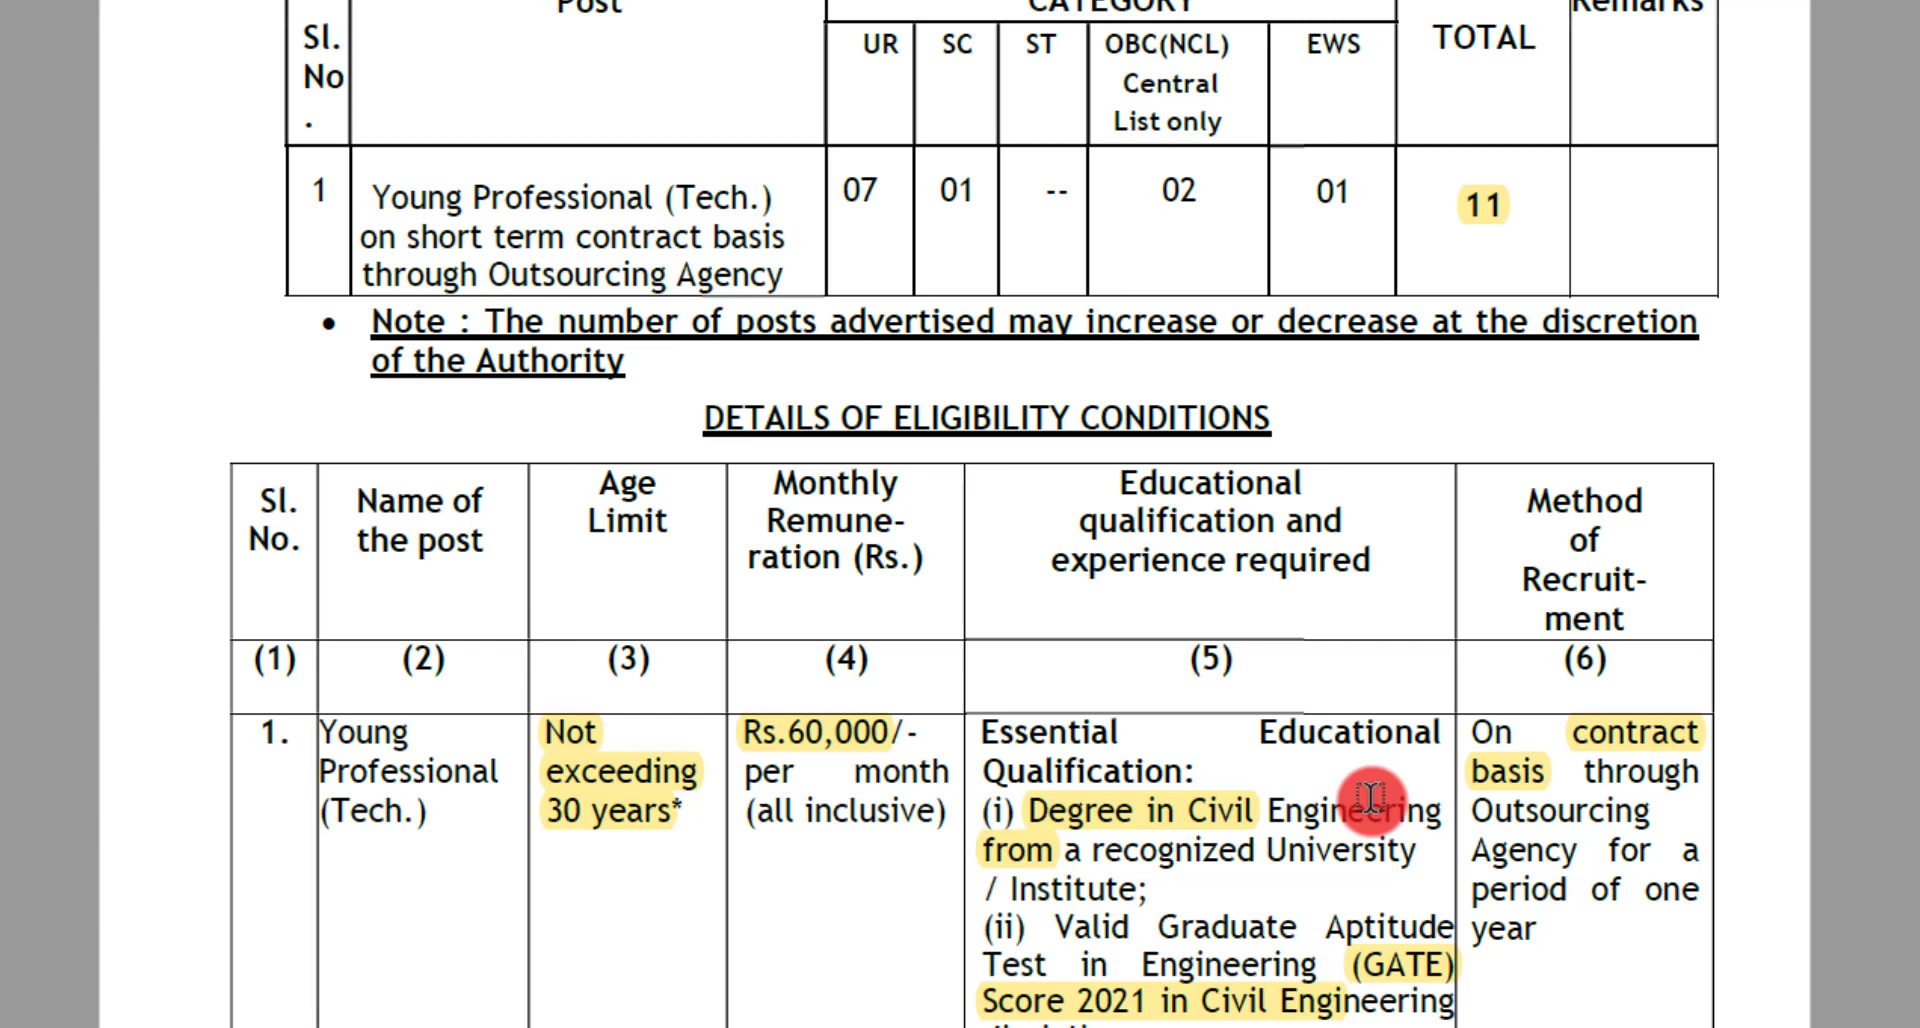 Post
CATEGORY
Remarks
Sl.
No
.
UR
SC
ST
OBC(NCL)
Central
List only
EWS
TOTAL
1
Young Professional (Tech.)
on short term contract basis
through Outsourcing Agency
07
01
--
02
01
11
• Note : The number of posts advertised may increase or decrease at the discretion
of the Authority
DETAILS OF ELIGIBILITY CONDITIONS
Sl.
No.
Name of
the post
Age
Limit
Monthly
Remune-
ration (Rs.)
Educational
qualification and
experience required
Method
of
Recruit-
ment
(1)
(2)
(3)
(4)
(5)
(6)
1.
Young
Professional
(Tech.)
Not
exceeding
30 years*
Rs.60,000/-
per month
(all inclusive)
Essential Educational
Qualification:
(i) Degree in Civil Engineering
from a recognized University
/ Institute;
(ii) Valid Graduate Aptitude
Test in Engineering (GATE)
Score 2021 in Civil Engineering
On contract
basis through
Outsourcing
Agency for a
period of one
year